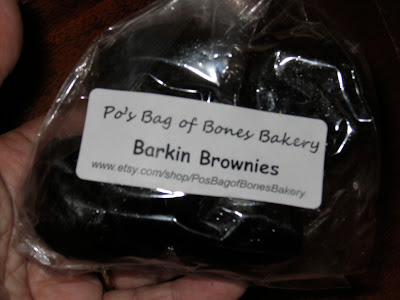 Po's Bag of Bones Bakery
Barkin Brownies
www.etsy.com/shop/PosBagofBonesBakery